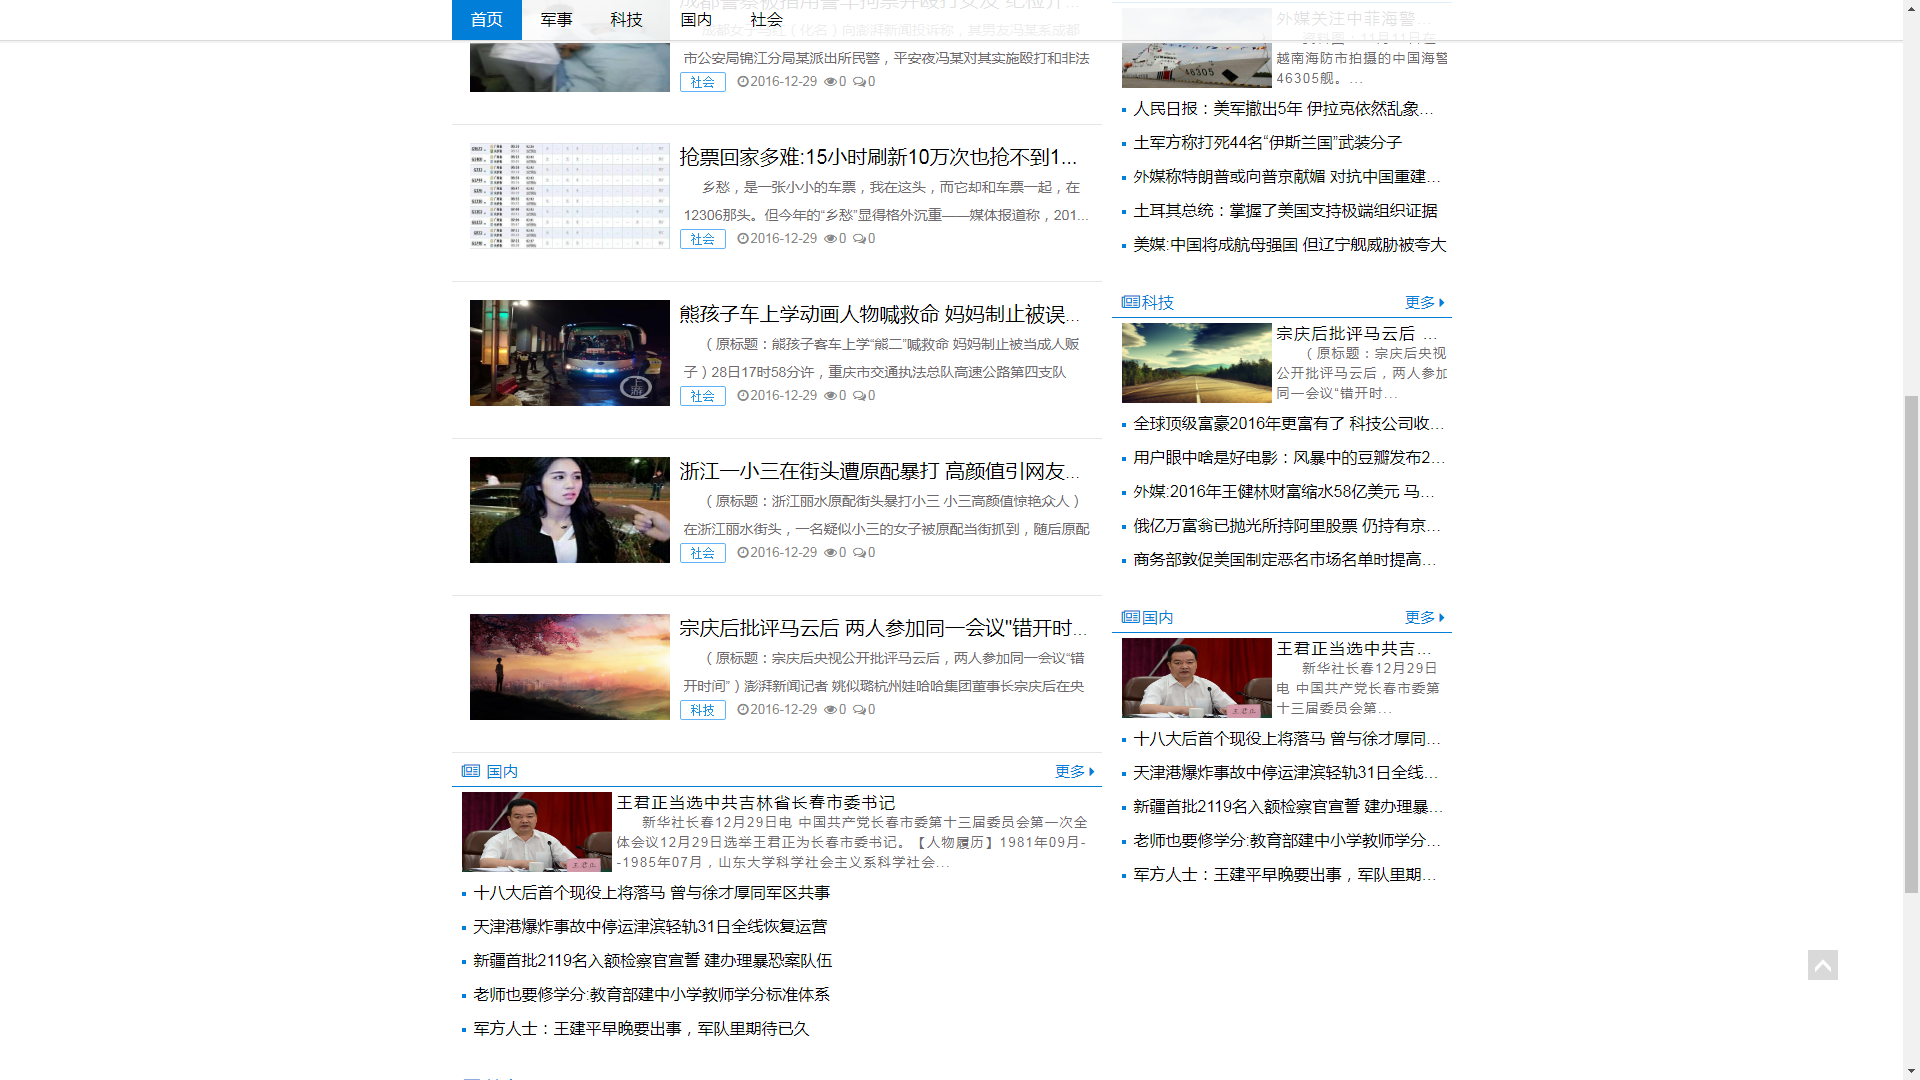 首页
军事
科技
国内
社会
成都女子马红（化名）向澎湃新闻投诉称，其男友冯某系成都
市公安局锦江分局某派出所民警，平安夜冯某对其实施殴打和非法
社会 2016-12-29 0 0
抢票回家多难:15小时刷新10万次也抢不到1...
乡愁，是一张小小的车票，我在这头，而它却和车票一起，在
12306那头。但今年的“乡愁”显得格外沉重——媒体报道称，201...
社会 2016-12-29 0 0
熊孩子车上学动画人物喊救命 妈妈制止被误...
（原标题：熊孩子客车上学“熊二”喊救命 妈妈制止被当成人贩
子）28日17时58分许，重庆市交通执法总队高速公路第四支队
社会 2016-12-29 0 0
浙江一小三在街头遭原配暴打 高颜值引网友...
（原标题：浙江丽水原配街头暴打小三 小三高颜值惊艳众人）
在浙江丽水街头，一名疑似小三的女子被原配当街抓到，随后原配
社会 2016-12-29 0 0
宗庆后批评马云后 两人参加同一会议"错开时...
（原标题：宗庆后央视公开批评马云后，两人参加同一会议“错
开时间”）澎湃新闻记者 姚似璐杭州娃哈哈集团董事长宗庆后在央
科技 2016-12-29 0 0
国内 更多
王君正当选中共吉林省长春市委书记
新华社长春12月29日电 中国共产党长春市委第十三届委员会第一次全
体会议12月29日选举王君正为长春市委书记。【人物履历】1981年09月-
-1985年07月，山东大学科学社会主义系科学社会...
十八大后首个现役上将落马 曾与徐才厚同军区共事
天津港爆炸事故中停运津滨轻轨31日全线恢复运营
新疆首批2119名入额检察官宣誓 建办理暴恐案队伍
老师也要修学分:教育部建中小学教师学分标准体系
军方人士：王建平早晚要出事，军队里期待已久
外媒关注中菲海警...
资料图：11月11日在
越南海防市拍摄的中国海警
46305舰。...
46305
人民日报：美军撤出5年 伊拉克依然乱象...
土军方称打死44名“伊斯兰国”武装分子
外媒称特朗普或向普京献媚 对抗中国重建...
土耳其总统：掌握了美国支持极端组织证据
美媒:中国将成航母强国 但辽宁舰威胁被夸大
科技 更多
宗庆后批评马云后 ...
（原标题：宗庆后央视
公开批评马云后，两人参加
同一会议“错开时...
全球顶级富豪2016年更富有了 科技公司收...
用户眼中啥是好电影：风暴中的豆瓣发布2...
外媒:2016年王健林财富缩水58亿美元 马...
俄亿万富翁已抛光所持阿里股票 仍持有京...
商务部敦促美国制定恶名市场名单时提高...
国内 更多
王君正当选中共吉...
新华社长春12月29日
电 中国共产党长春市委第
十三届委员会第...
十八大后首个现役上将落马 曾与徐才厚同...
天津港爆炸事故中停运津滨轻轨31日全线...
新疆首批2119名入额检察官宣誓 建办理暴...
老师也要修学分:教育部建中小学教师学分...
军方人士：王建平早晚要出事，军队里期...